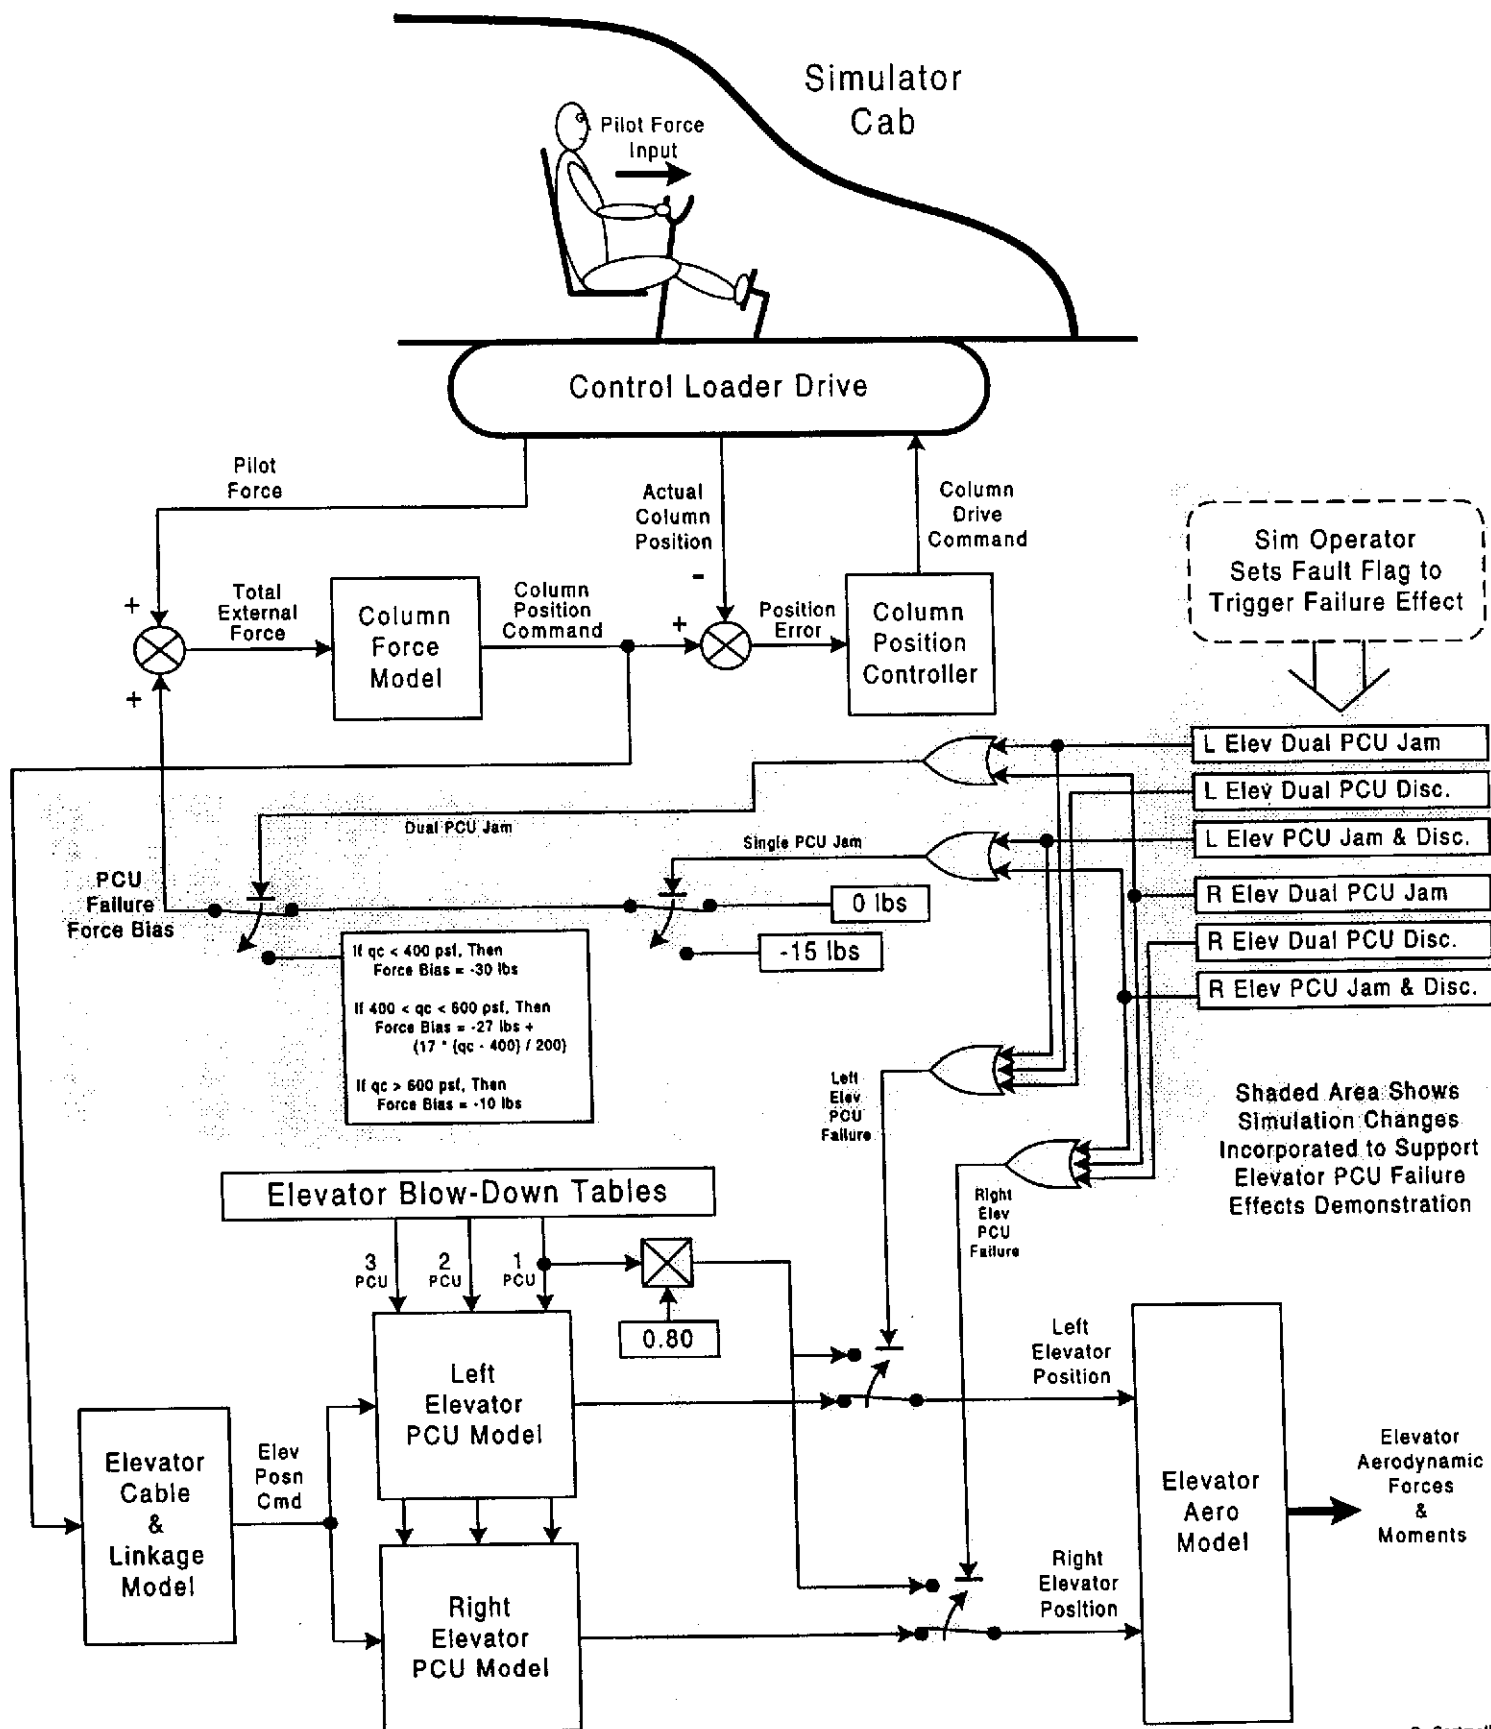 Simulator
Cab
Pilot Force
Input
Control Loader Drive
Pilot
Force
Actual
Column
Position
Column
Drive
Command
Sim Operator
Sets Fault Flag to
Trigger Failure Effect
+
-
Total
External
Force
Column
Force
Model
Column
Position
Command
+
Position
Error
Column
Position
Controller
+
L Elev Dual PCU Jam
L Elev Dual PCU Disc.
L Elev PCU Jam & Disc.
R Elev Dual PCU Jam
R Elev Dual PCU Disc.
R Elev PCU Jam & Disc.
Dual PCU Jam
Single PCU Jam
PCU
Failure
Force Bias
0 lbs
-15 lbs
If qc < 400 psf, Then
Force Bias = -30 lbs
If 400 < qc < 600 psf, Then
Force Bias = -27 lbs +
(17 * (qc - 400) / 200)
If qc > 600 psf, Then
Force Bias = -10 lbs
Left
Elev
PCU
Failure
Shaded Area Shows
Simulation Changes
Incorporated to Support
Elevator PCU Failure
Effects Demonstration
Right
Elev
PCU
Failure
Elevator Blow-Down Tables
3
PCU
2
PCU
1
PCU
0.80
Left
Elevator
PCU Model
Left
Elevator
Position
Elevator
Cable
&
Linkage
Model
Elev
Posn
Cmd
Elevator
Aero
Model
Elevator
Aerodynamic
Forces
&
Moments
Right
Elevator
PCU Model
Right
Elevator
Position